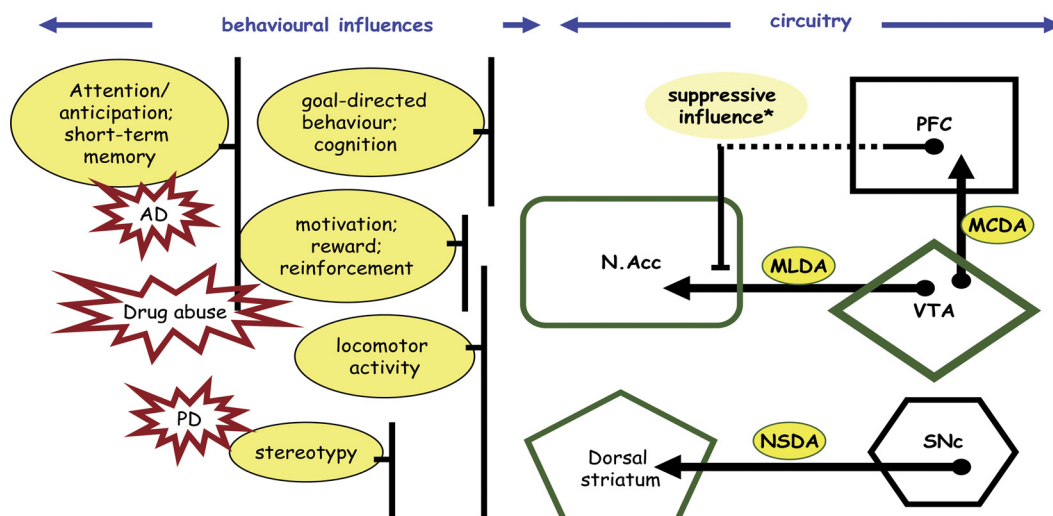 behavioural influences
circuitry
Attention/
anticipation;
short-term
memory
goal-directed
behaviour;
cognition
AD
motivation;
reward;
reinforcement
Drug abuse
locomotor
activity
PD
stereotypy
suppressive
influence*
PFC
MCDA
N.Acc
MLDA
VTA
NSDA
SNc
Dorsal
striatum